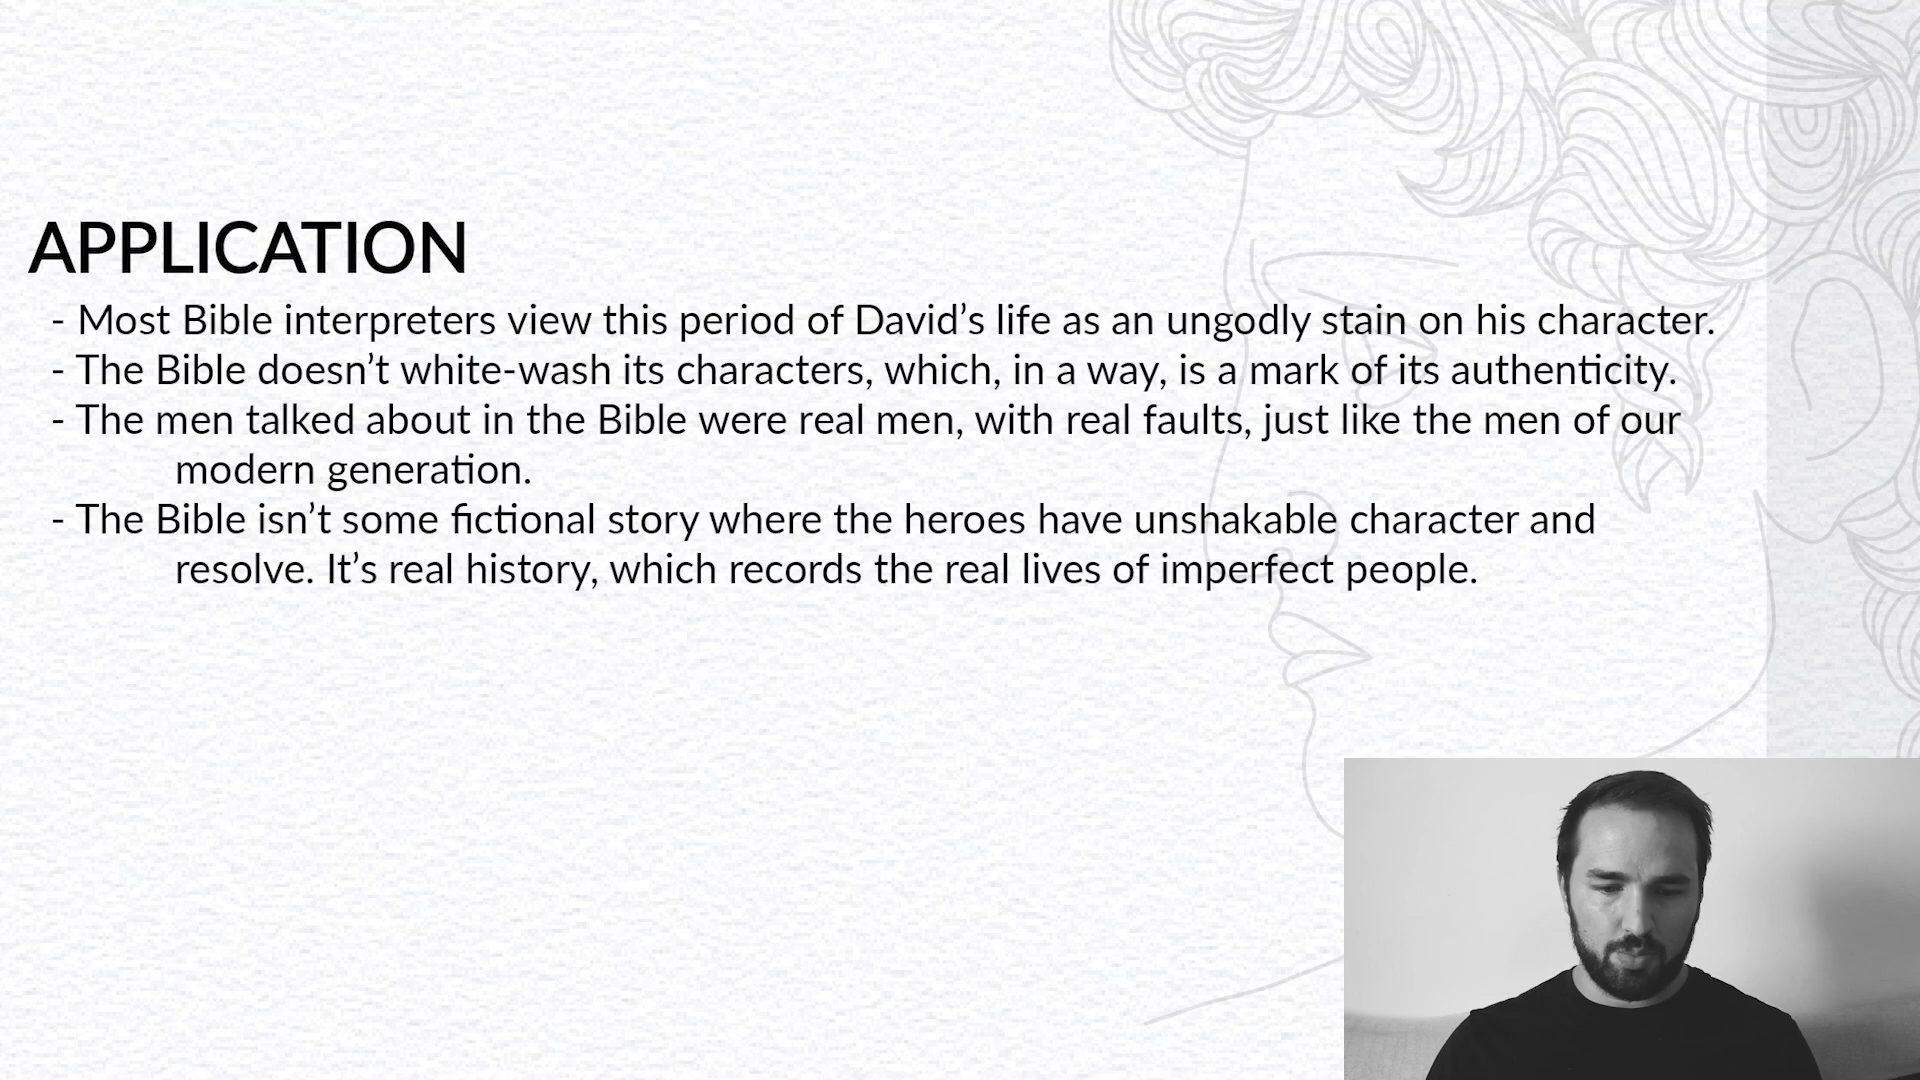 APPLICATION
- Most Bible interpreters view this period of David’s life as an ungodly stain on his character.
- The Bible doesn’t white-wash its characters, which, in a way, is a mark of its authenticity.
- The men talked about in the Bible were real men, with real faults, just like the men of our
modern generation.
- The Bible isn’t some fictional story where the heroes have unshakable character and
resolve. It’s real history, which records the real lives of imperfect people.